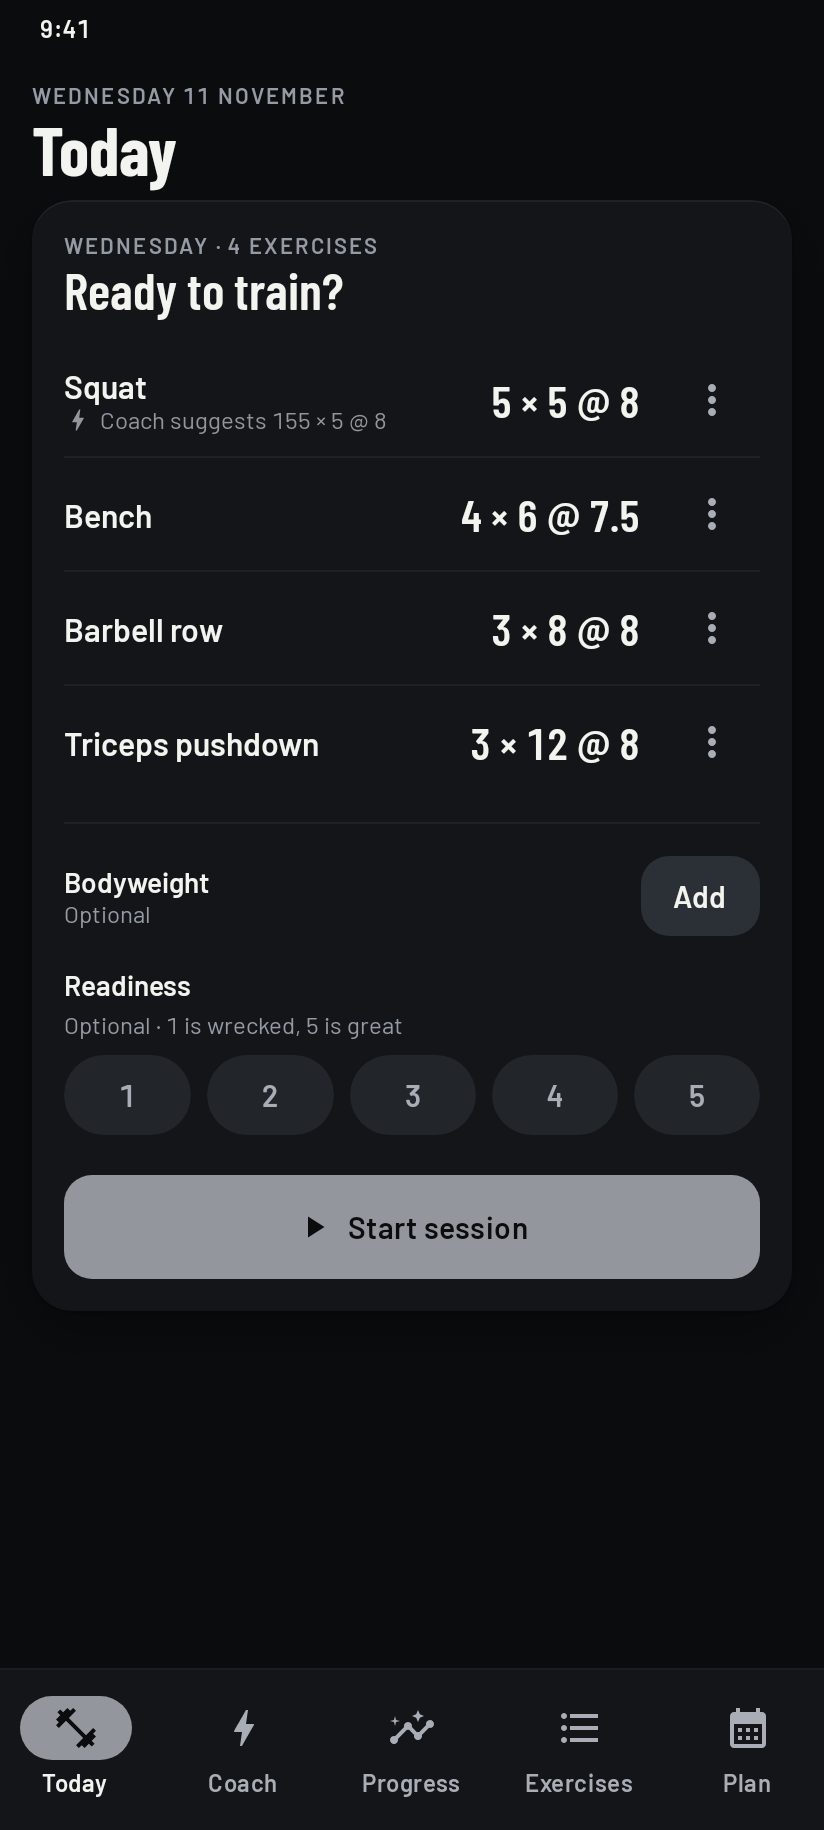 9:41
WEDNESDAY 11 NOVEMBER
Today
WEDNESDAY · 4 EXERCISES
Ready to train?
Squat
Coach suggests 155 × 5 @ 8
5 × 5 @ 8
Bench
4 × 6 @ 7.5
Barbell row
3 × 8 @ 8
Triceps pushdown
3 × 12 @ 8
Bodyweight
Optional
Add
Readiness
Optional · 1 is wrecked, 5 is great
1 2 3 4 5
Start session
Today Coach Progress Exercises Plan